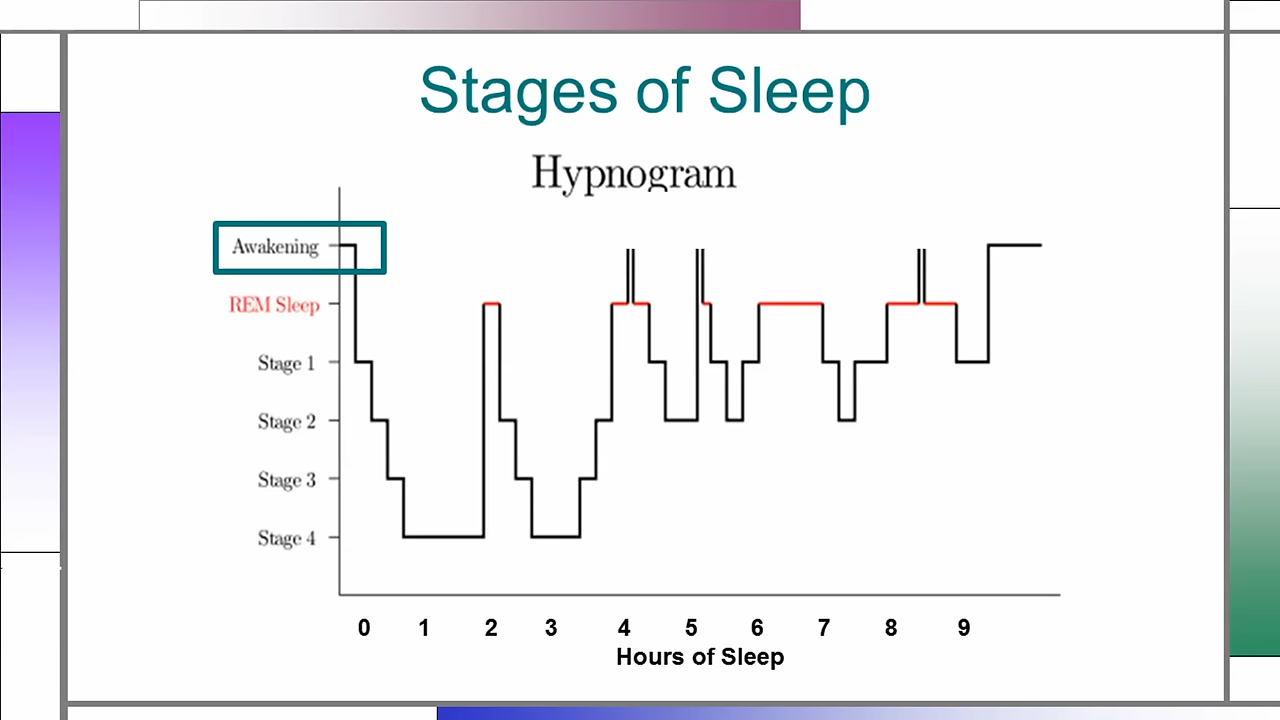 Stages of Sleep
Hypnogram
Awakening
REM Sleep
Stage 1
Stage 2
Stage 3
Stage 4
0 1 2 3 4 5 6 7 8 9
Hours of Sleep